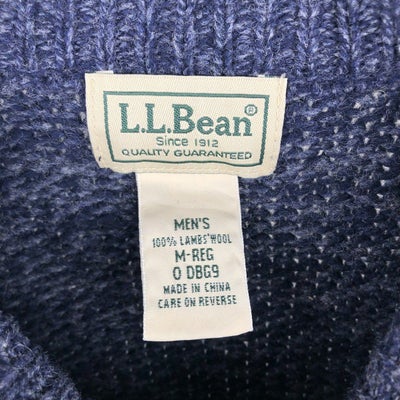 L.L.Bean®
Since 1912
QUALITY GUARANTEED
MEN'S
100% LAMBS' WOOL
M-REG
0 DBG9
MADE IN CHINA
CARE ON REVERSE